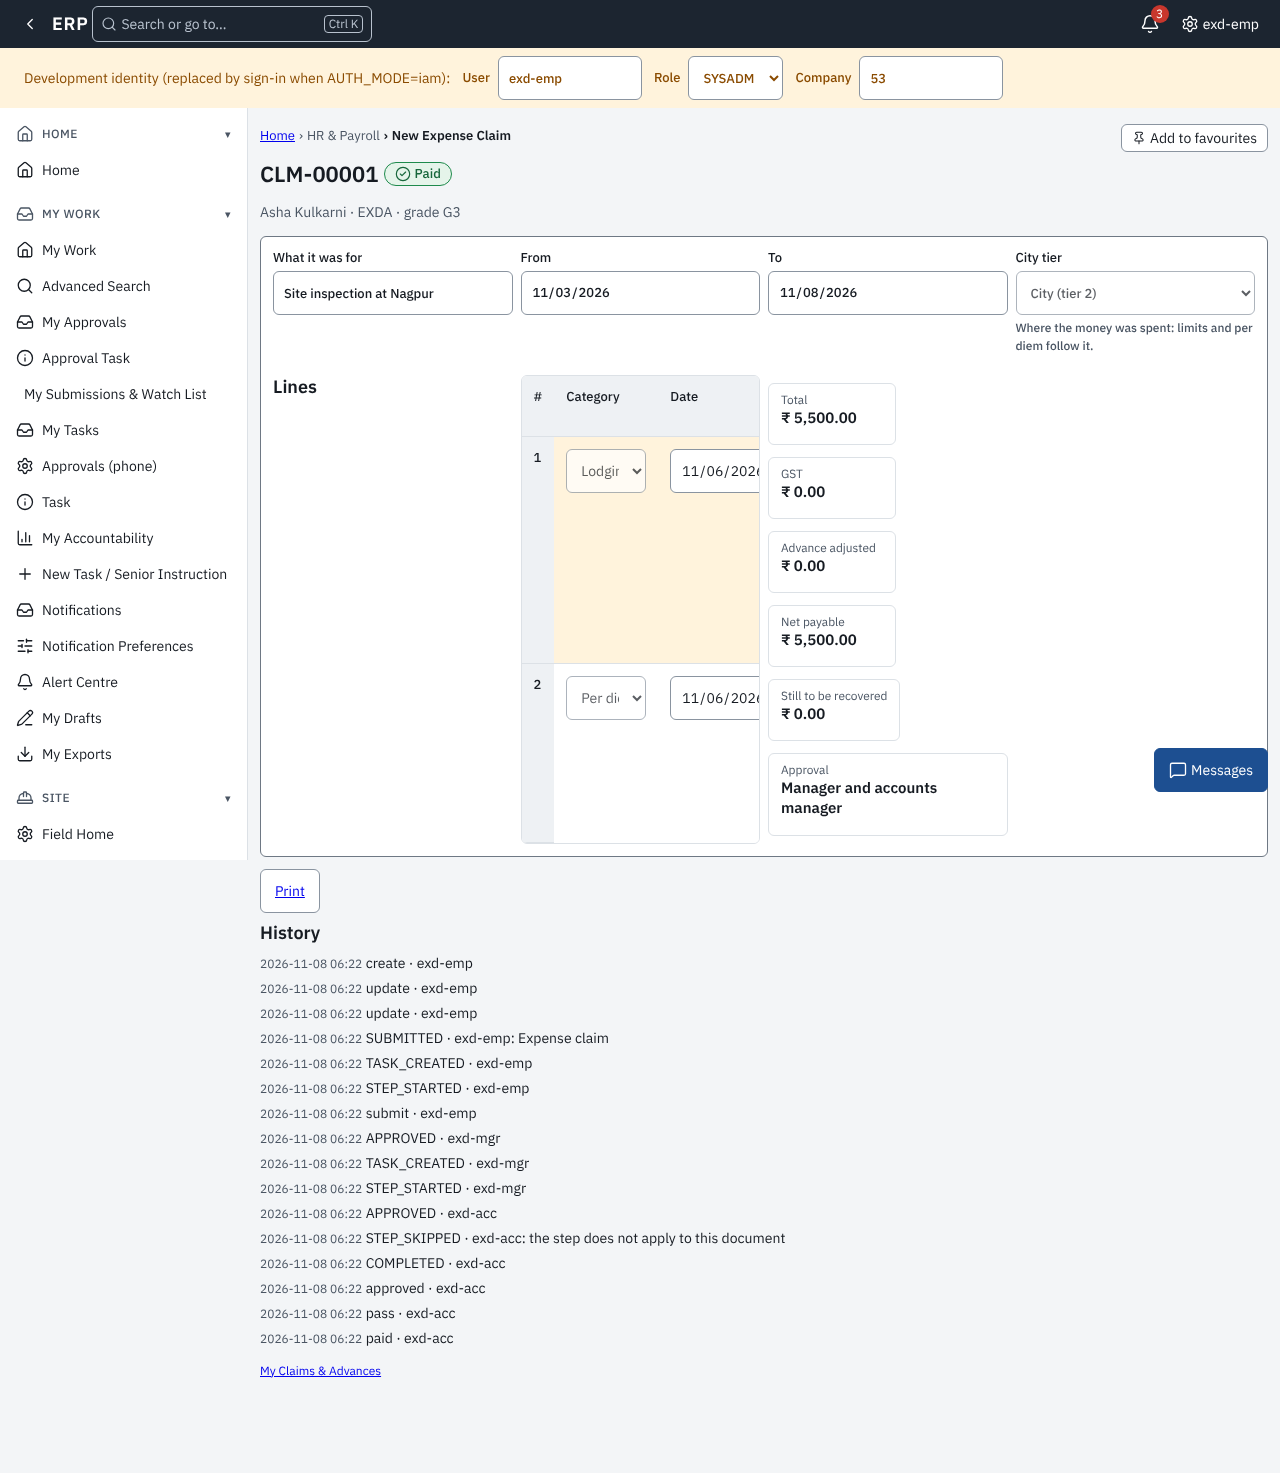 ERP
Search or go to...
Ctrl K
3
exd-emp
Development identity (replaced by sign-in when AUTH_MODE=iam):
User
exd-emp
Role
SYSADM
Company
53
HOME
Home
MY WORK
My Work
Advanced Search
My Approvals
Approval Task
My Submissions & Watch List
My Tasks
Approvals (phone)
Task
My Accountability
New Task / Senior Instruction
Notifications
Notification Preferences
Alert Centre
My Drafts
My Exports
SITE
Field Home
Home › HR & Payroll › New Expense Claim
Add to favourites
CLM-00001
Paid
Asha Kulkarni · EXDA · grade G3
What it was for
Site inspection at Nagpur
From
11/03/2026
To
11/08/2026
City tier
City (tier 2)
Where the money was spent: limits and per
diem follow it.
Lines
# Category Date
1 11/06/2026
2 11/06/2026
Total
₹ 5,500.00
GST
₹ 0.00
Advance adjusted
₹ 0.00
Net payable
₹ 5,500.00
Still to be recovered
₹ 0.00
Approval
Manager and accounts
manager
Messages
Print
History
2026-11-08 06:22 create · exd-emp
2026-11-08 06:22 update · exd-emp
2026-11-08 06:22 update · exd-emp
2026-11-08 06:22 SUBMITTED · exd-emp: Expense claim
2026-11-08 06:22 TASK_CREATED · exd-emp
2026-11-08 06:22 STEP_STARTED · exd-emp
2026-11-08 06:22 submit · exd-emp
2026-11-08 06:22 APPROVED · exd-mgr
2026-11-08 06:22 TASK_CREATED · exd-mgr
2026-11-08 06:22 STEP_STARTED · exd-mgr
2026-11-08 06:22 APPROVED · exd-acc
2026-11-08 06:22 STEP_SKIPPED · exd-acc: the step does not apply to this document
2026-11-08 06:22 COMPLETED · exd-acc
2026-11-08 06:22 approved · exd-acc
2026-11-08 06:22 pass · exd-acc
2026-11-08 06:22 paid · exd-acc
My Claims & Advances